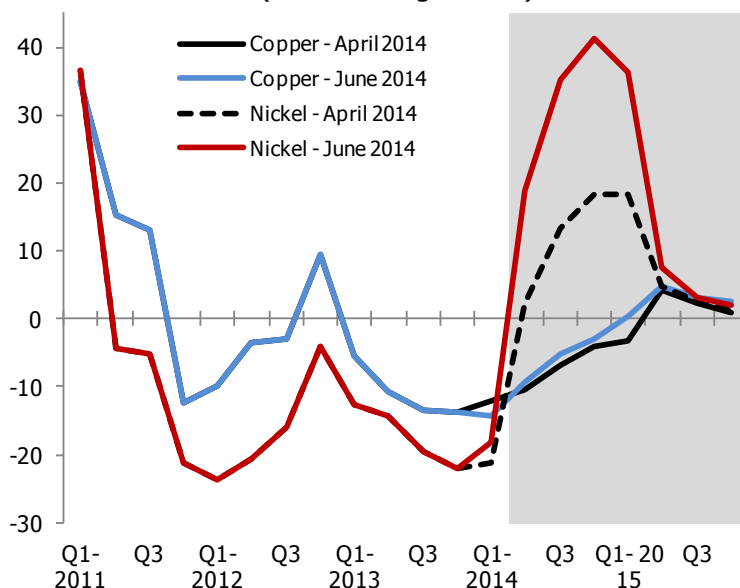 Copper - April 2014
Copper - June 2014
Nickel - April 2014
Nickel - June 2014
40
30
20
10
0
-10
-20
-30
Q1- Q3 Q1- Q3 Q1- Q3 Q1- Q3 Q1- 20 Q3
2011 2012 2013 2014 15